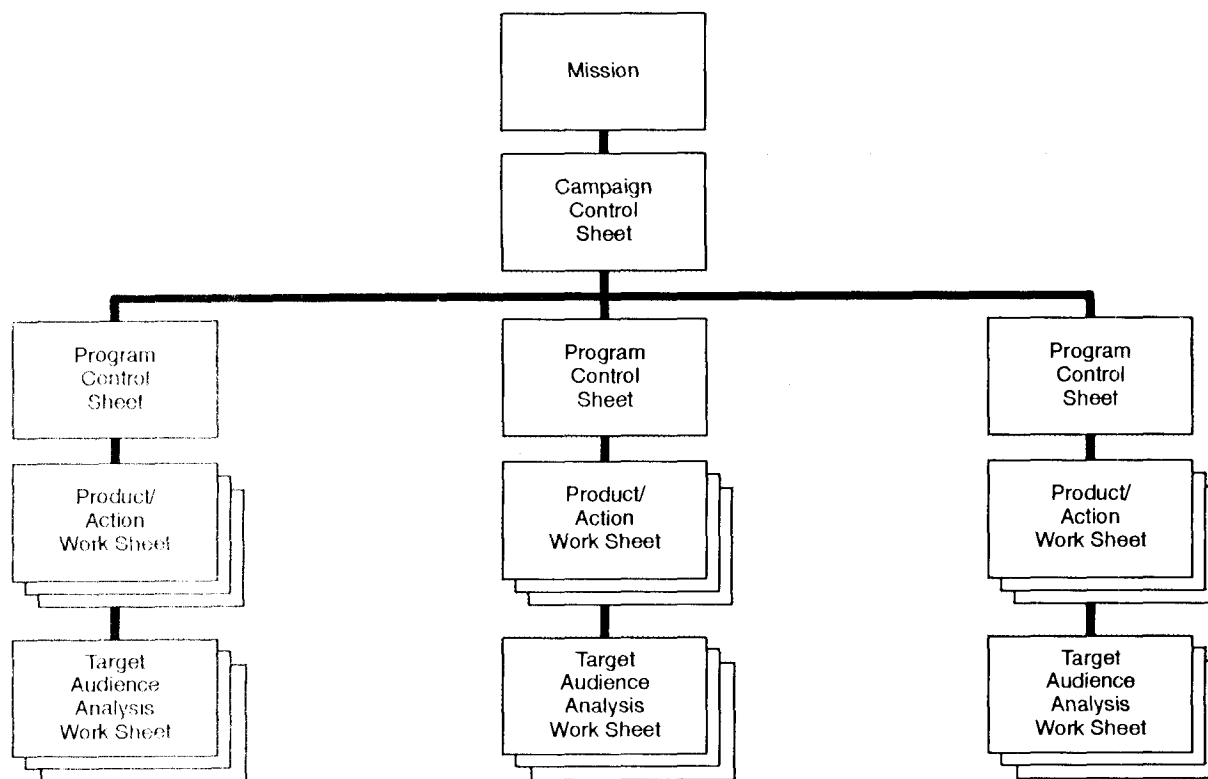 Mission
Campaign
Control
Sheet
Program
Control
Sheet
Program
Control
Sheet
Program
Control
Sheet
Product/
Action
Work Sheet
Product/
Action
Work Sheet
Product/
Action
Work Sheet
Target
Audience
Analysis
Work Sheet
Target
Audience
Analysis
Work Sheet
Target
Audience
Analysis
Work Sheet